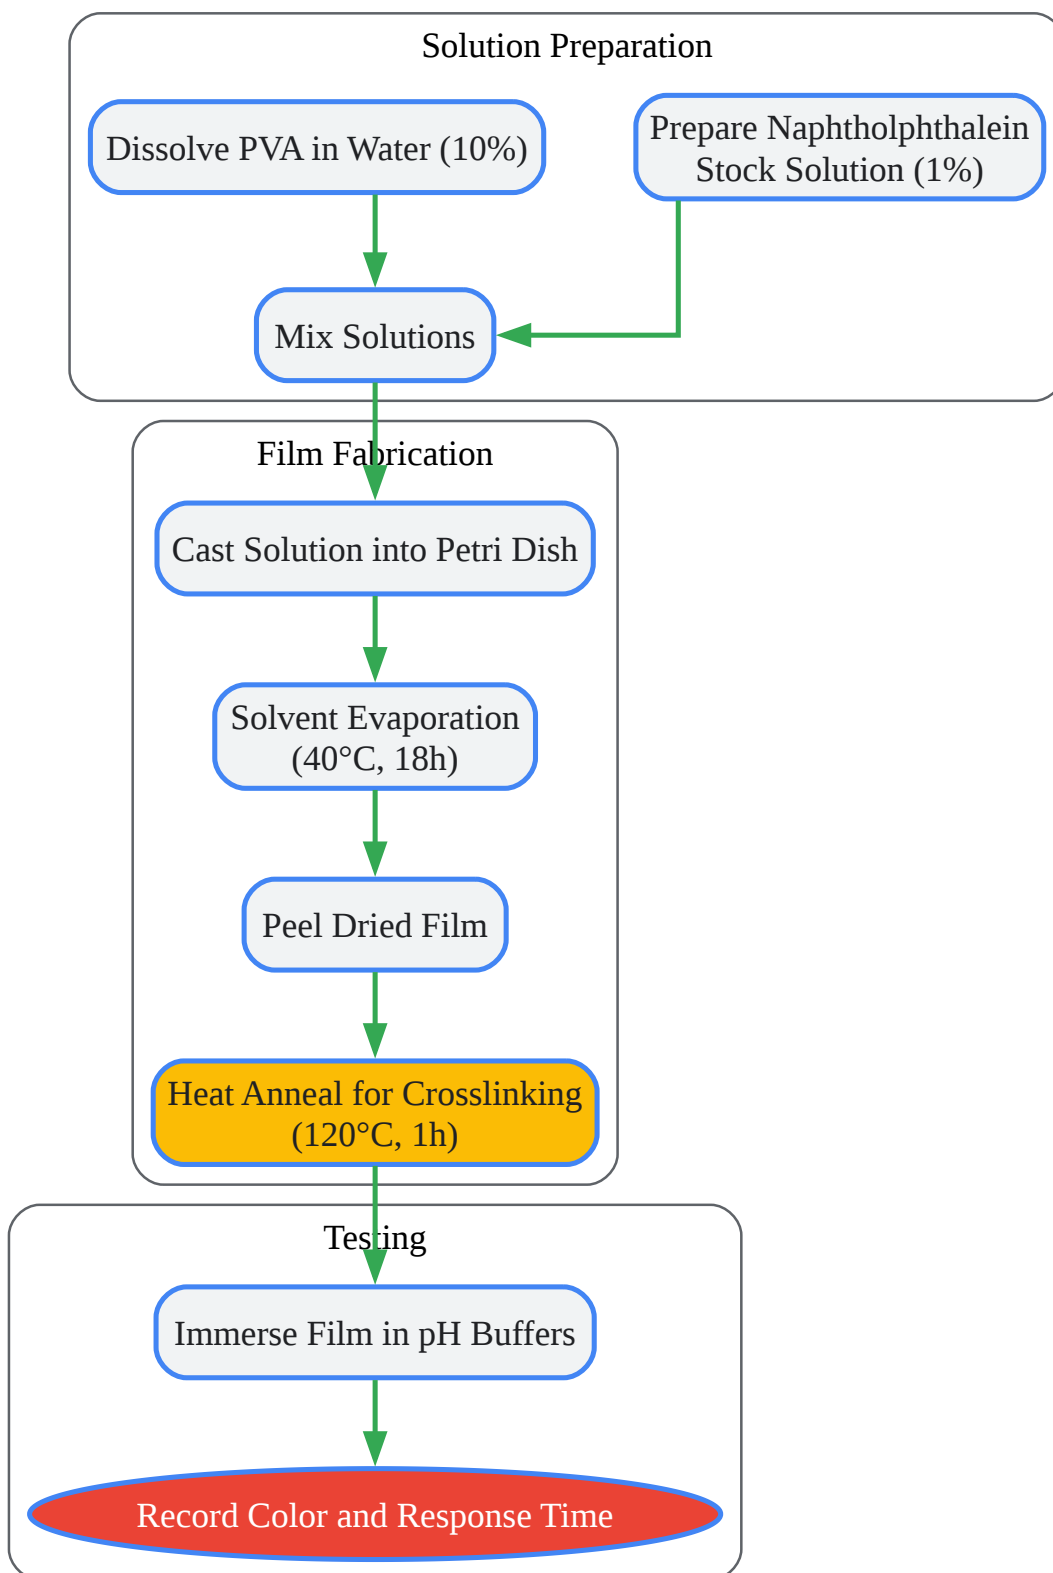 Solution Preparation
Dissolve PVA in Water (10%)
Prepare Naphtholphthalein
Stock Solution (1%)
Mix Solutions
Film Fabrication
Cast Solution into Petri Dish
Solvent Evaporation
(40°C, 18h)
Peel Dried Film
Heat Anneal for Crosslinking
(120°C, 1h)
Testing
Immerse Film in pH Buffers
Record Color and Response Time